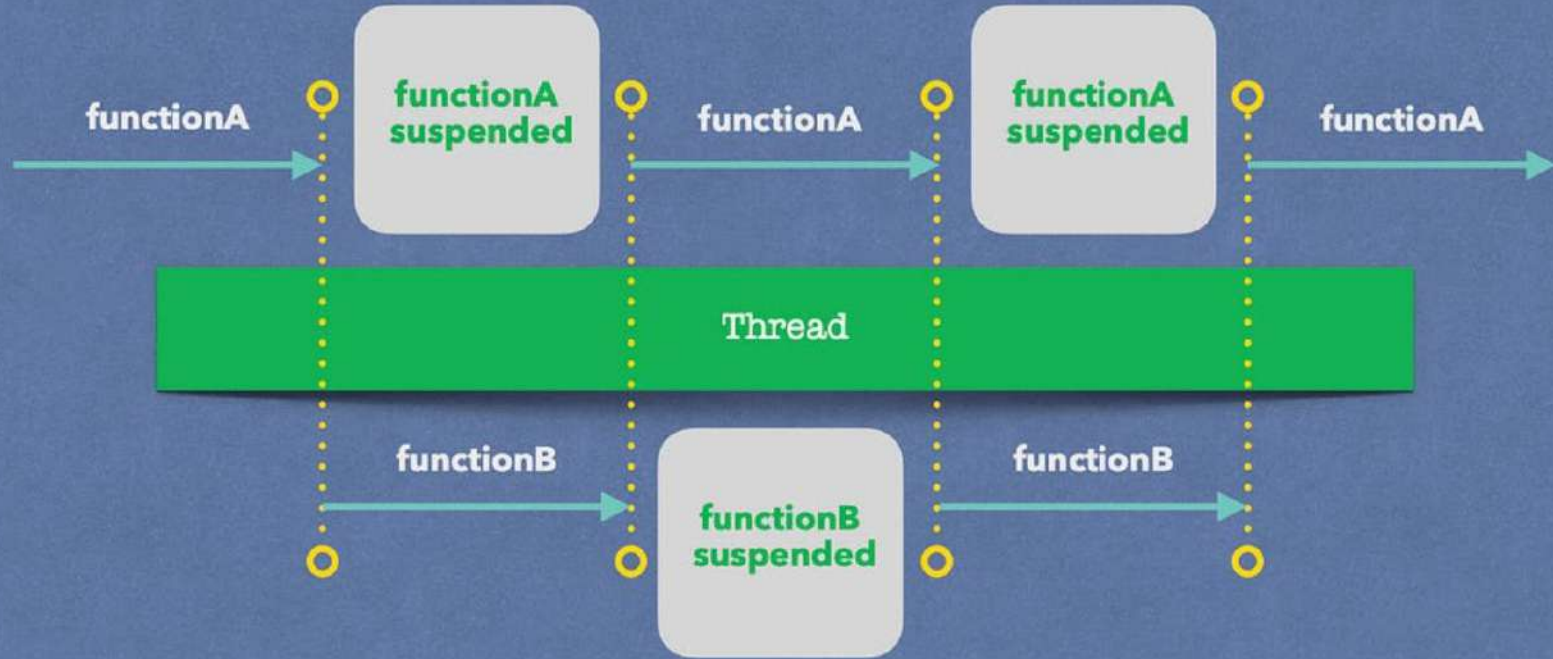 functionA
functionA
suspended
functionA
functionA
suspended
functionA
Thread
functionB
functionB
suspended
functionB